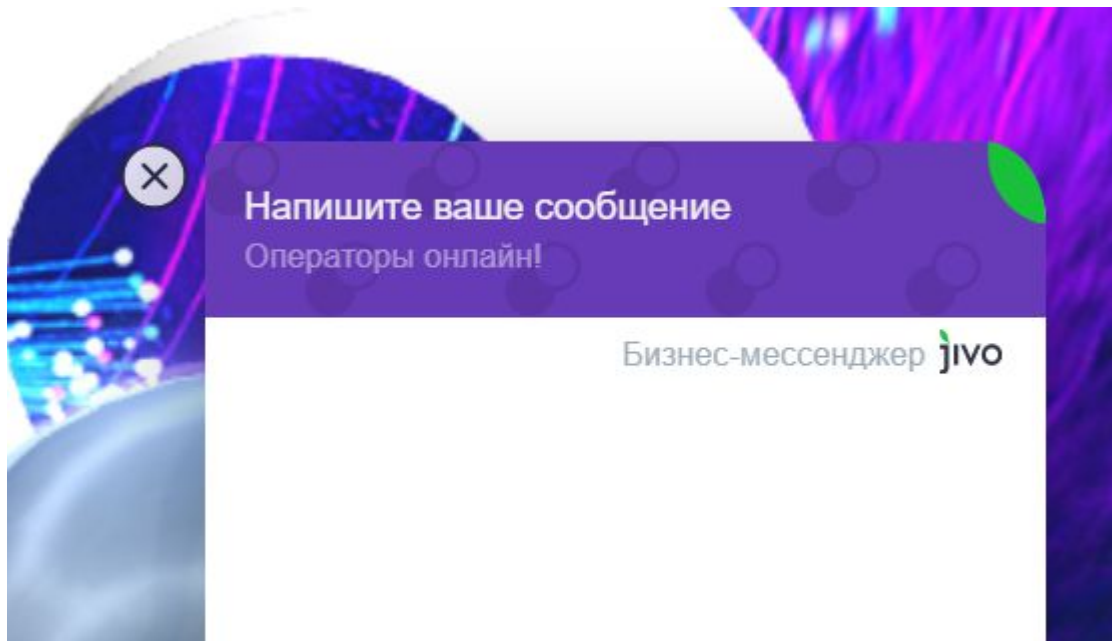 Напишите ваше сообщение
Операторы онлайн!
Бизнес-мессенджер jivo